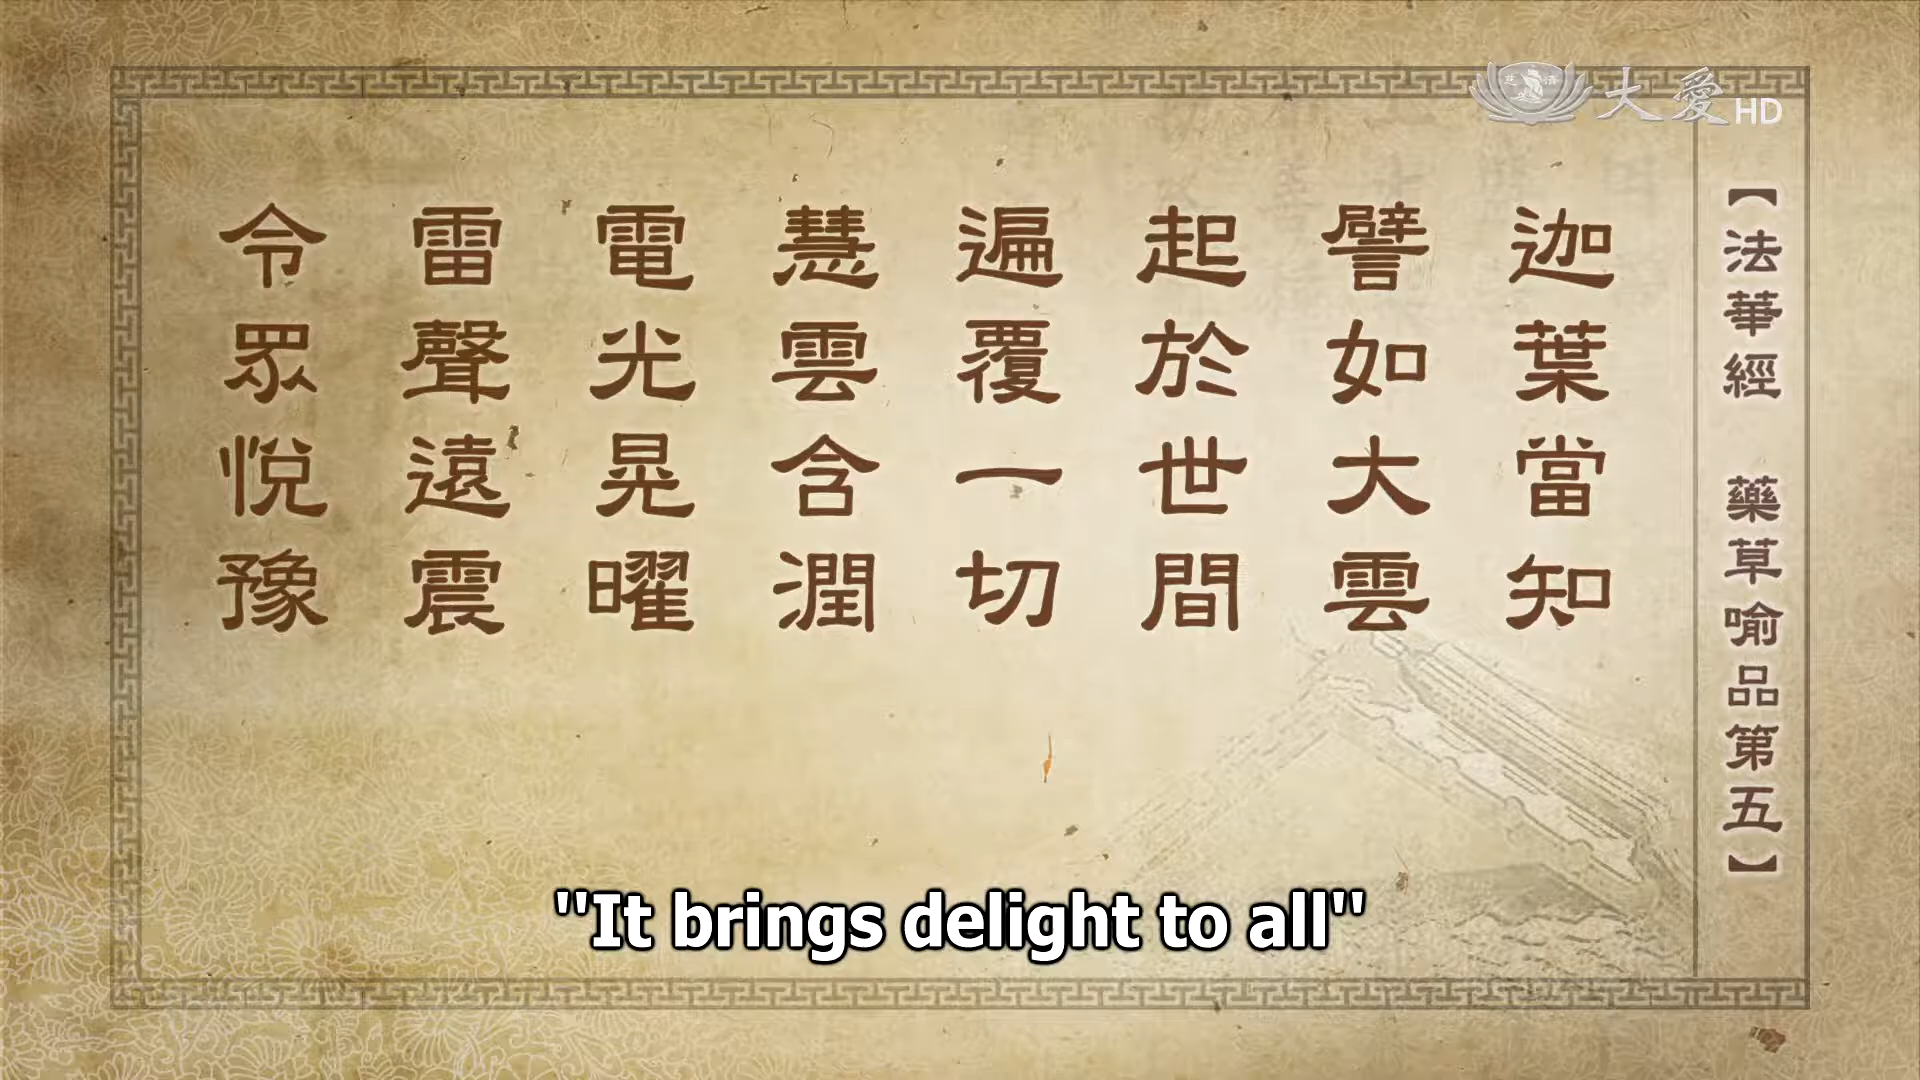 大愛HD
【法華經 藥草喻品第五】
迦葉當知
譬如大雲
起於世間
遍覆一切
慧雲含潤
電光晃曜
雷聲遠震
令眾悅豫
"It brings delight to all"